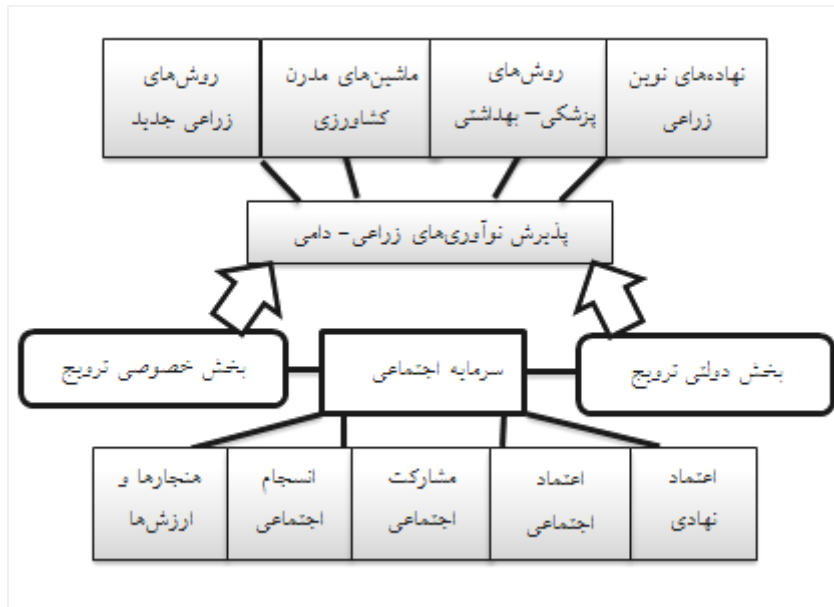 نهاده‌های نوین
زراعی
روش‌های
پزشکی– بهداشتی
ماشین‌های مدرن
کشاورزی
روش‌های
زراعی جدید
پذیرش نوآوری‌های زراعی– دامی
بخش دولتی ترویج
سرمایه اجتماعی
بخش خصوصی ترویج
اعتماد
نهادی
اعتماد
اجتماعی
مشارکت
اجتماعی
انسجام
اجتماعی
هنجارها و
ارزش‌ها